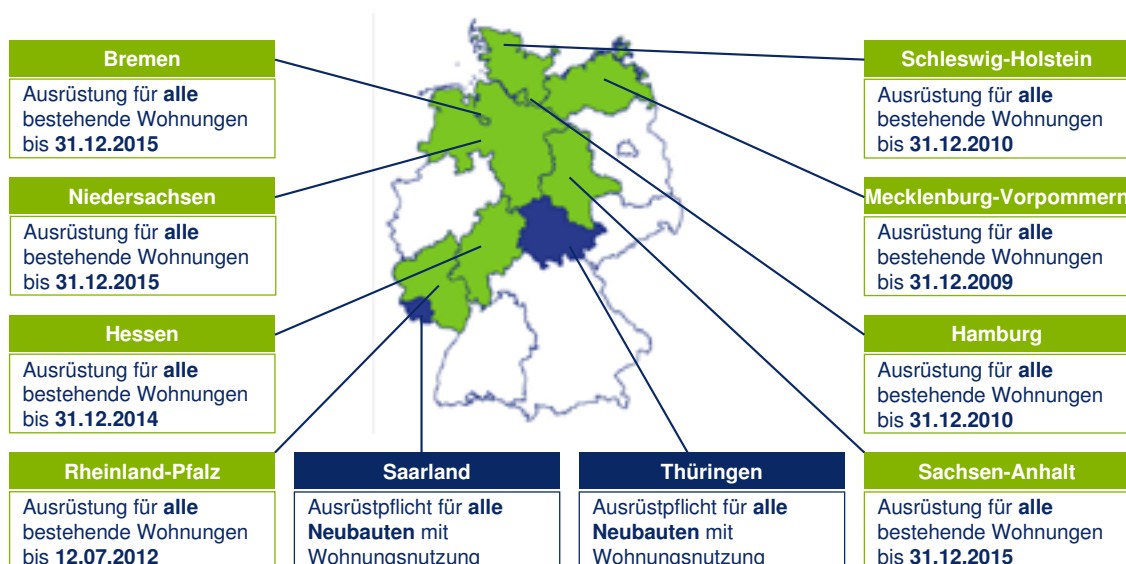 Bremen
Ausrüstung für alle
bestehende Wohnungen
bis 31.12.2015
Niedersachsen
Ausrüstung für alle
bestehende Wohnungen
bis 31.12.2015
Hessen
Ausrüstung für alle
bestehende Wohnungen
bis 31.12.2014
Rheinland-Pfalz
Ausrüstung für alle
bestehende Wohnungen
bis 12.07.2012
Saarland
Ausrüstpflicht für alle
Neubauten mit
Wohnungsnutzung
Thüringen
Ausrüstpflicht für alle
Neubauten mit
Wohnungsnutzung
Schleswig-Holstein
Ausrüstung für alle
bestehende Wohnungen
bis 31.12.2010
Mecklenburg-Vorpommern
Ausrüstung für alle
bestehende Wohnungen
bis 31.12.2009
Hamburg
Ausrüstung für alle
bestehende Wohnungen
bis 31.12.2010
Sachsen-Anhalt
Ausrüstung für alle
bestehende Wohnungen
bis 31.12.2015